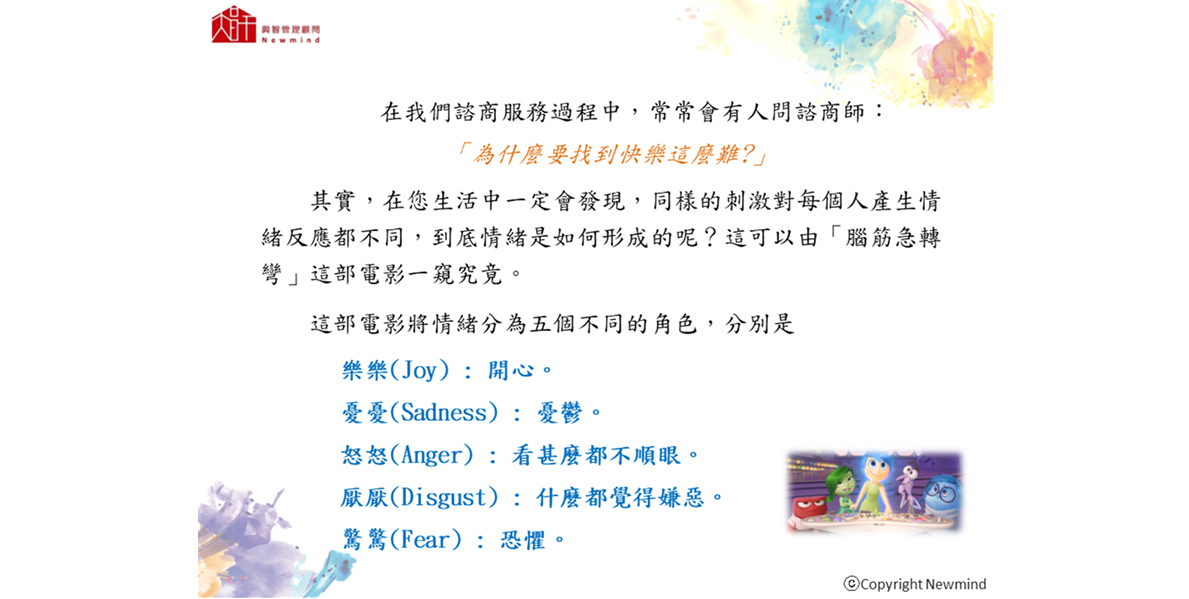 興智管理顧問
Newmind
在我們諮商服務過程中，常常會有人問諮商師：
「為什麼要找到快樂這麼難?」
其實，在您生活中一定會發現，同樣的刺激對每個人產生情
緒反應都不同，到底情緒是如何形成的呢？這可以由「腦筋急轉
彎」這部電影一窺究竟。
這部電影將情緒分為五個不同的角色，分別是
樂樂(Joy)：開心。
憂憂(Sadness)：憂鬱。
怒怒(Anger)：看甚麼都不順眼。
厭厭(Disgust)：什麼都覺得嫌惡。
驚驚(Fear)：恐懼。
ⓒCopyright Newmind